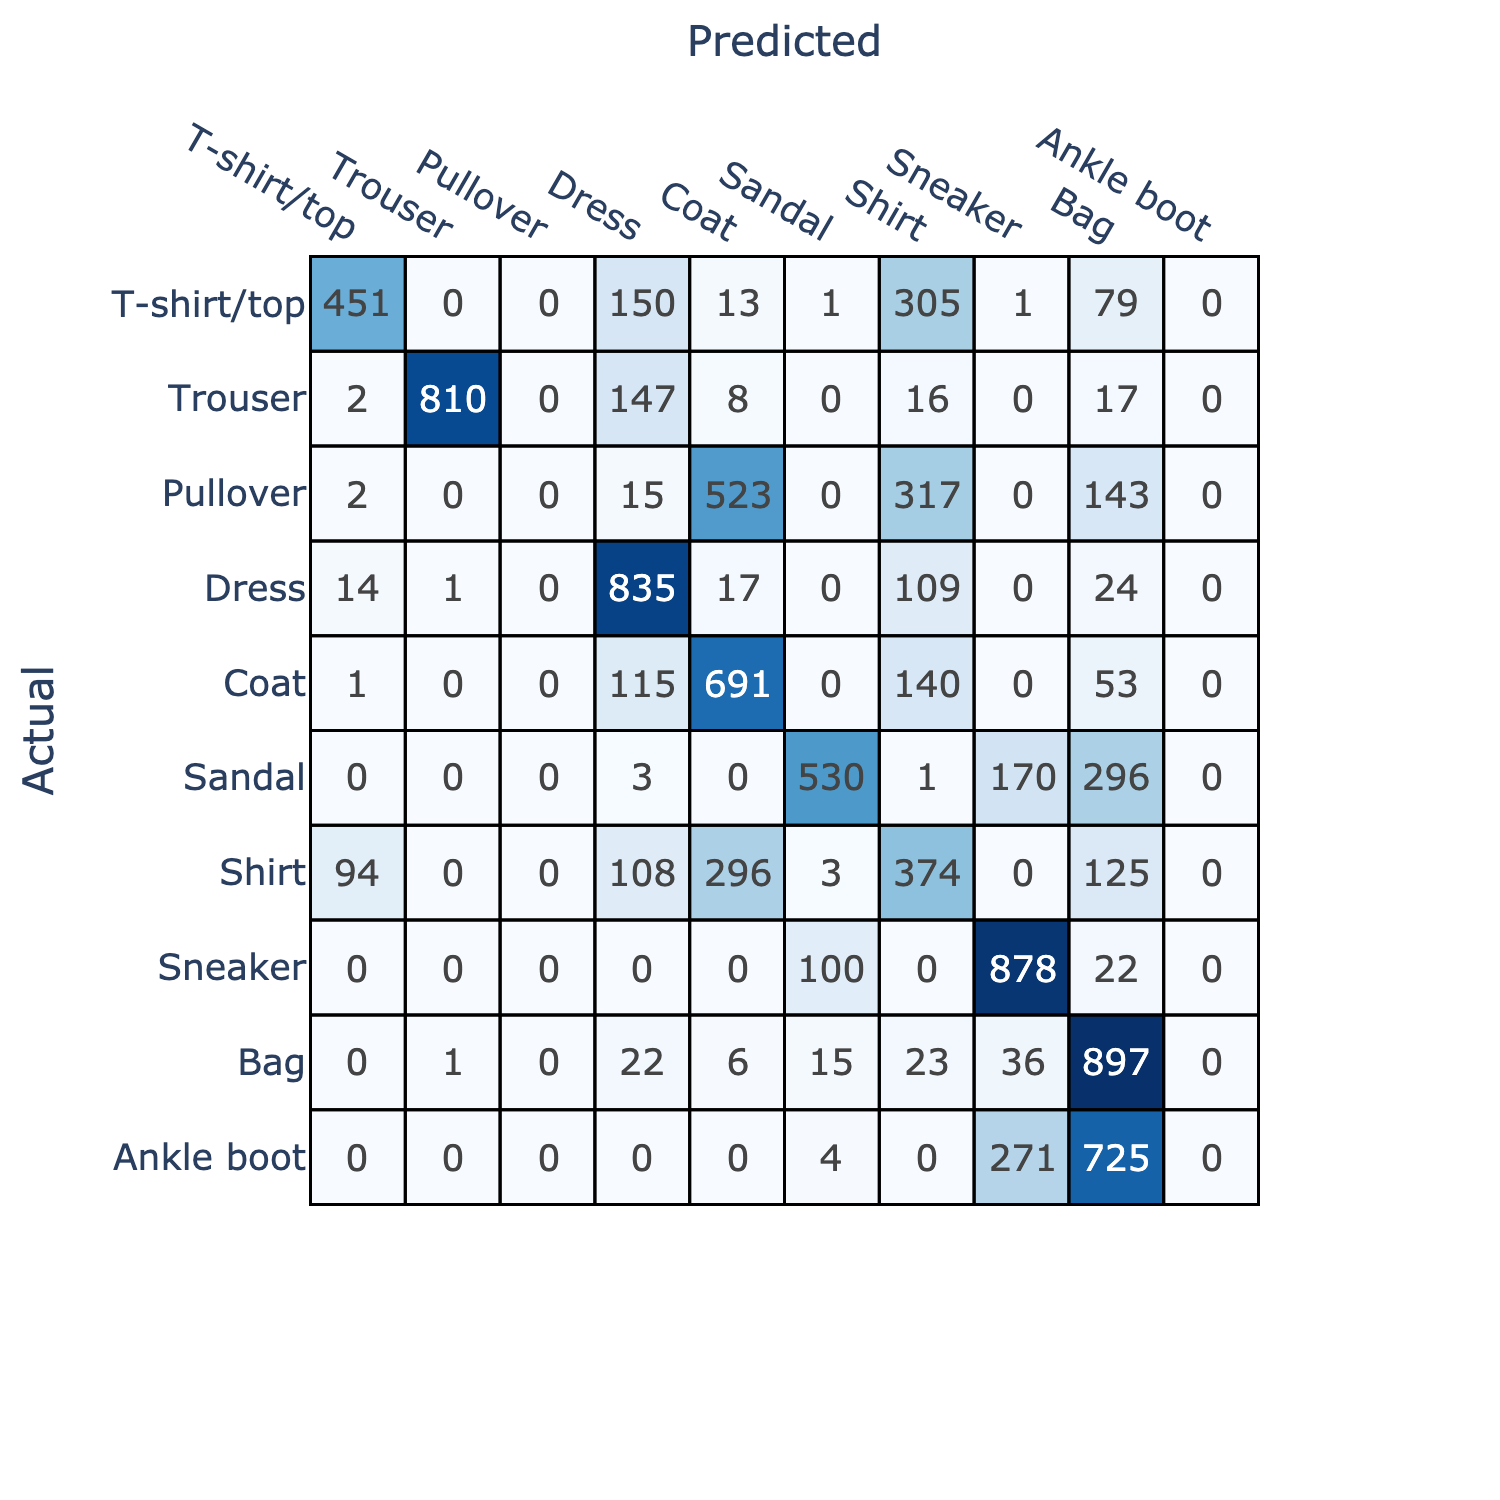 Predicted
T-shirt/top Trouser Pullover Dress Coat Sandal Shirt Sneaker Bag Ankle boot
Actual
T-shirt/top 451 0 0 150 13 1 305 1 79 0
Trouser 2 810 0 147 8 0 16 0 17 0
Pullover 2 0 0 15 523 0 317 0 143 0
Dress 14 1 0 835 17 0 109 0 24 0
Coat 1 0 0 115 691 0 140 0 53 0
Sandal 0 0 0 3 0 530 1 170 296 0
Shirt 94 0 0 108 296 3 374 0 125 0
Sneaker 0 0 0 0 0 100 0 878 22 0
Bag 0 1 0 22 6 15 23 36 897 0
Ankle boot 0 0 0 0 0 4 0 271 725 0